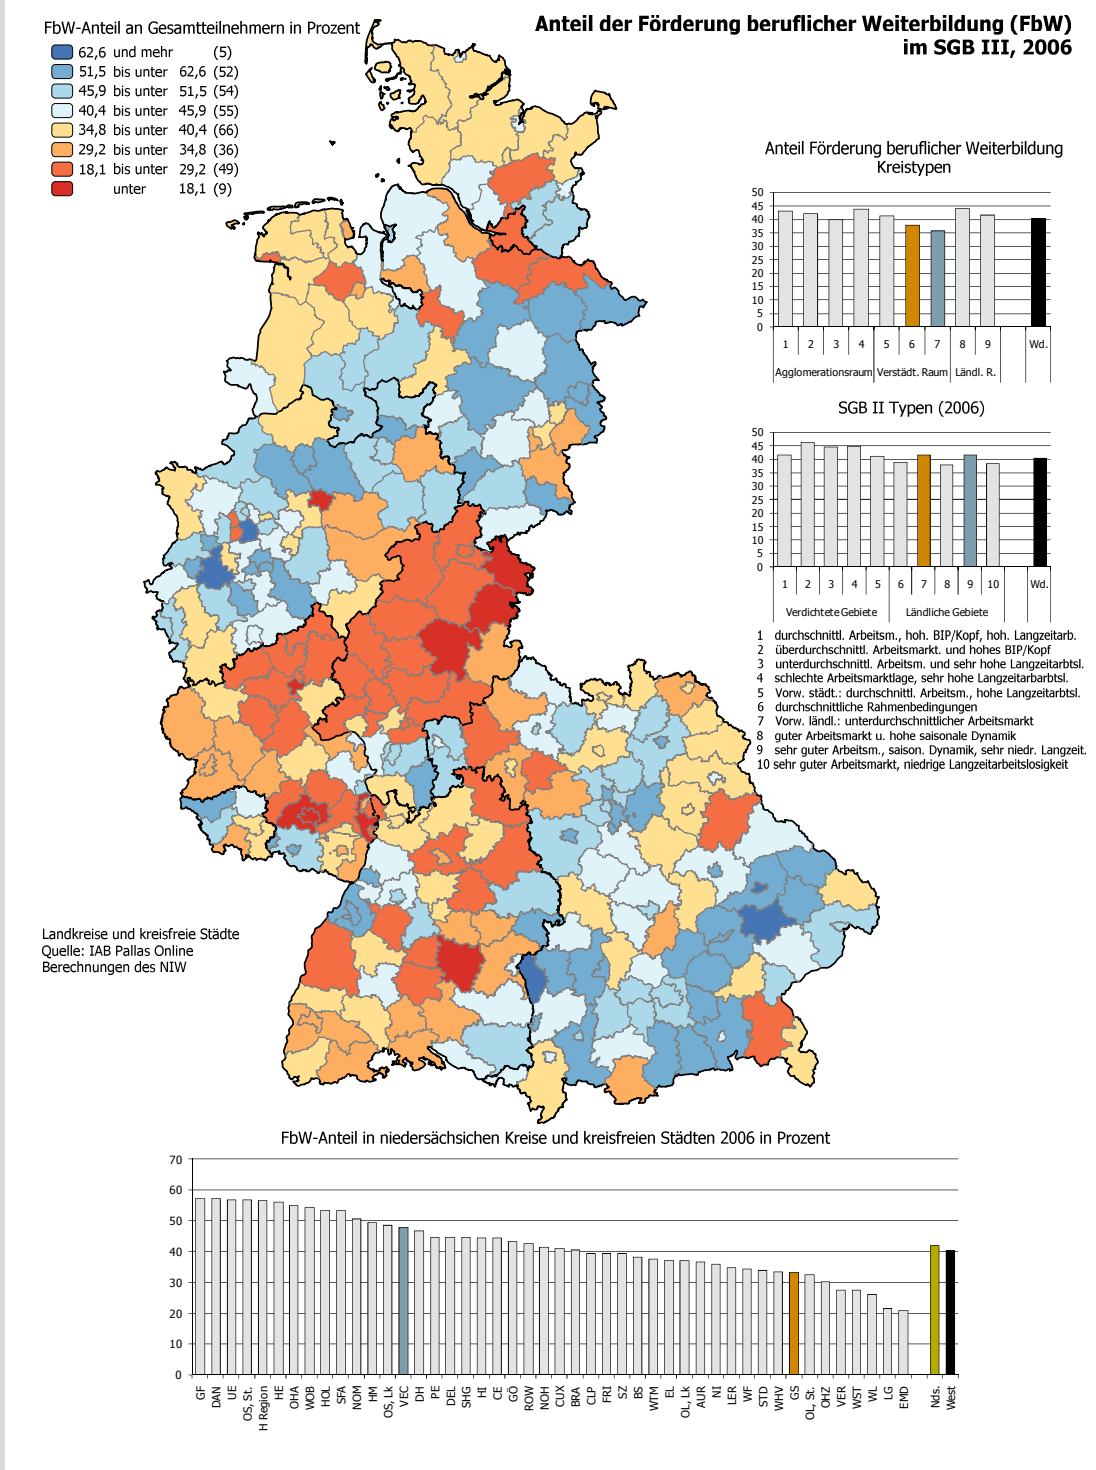 FbW-Anteil an Gesamtteilnehmern in Prozent
62,6 und mehr (5)
51,5 bis unter 62,6 (52)
45,9 bis unter 51,5 (54)
40,4 bis unter 45,9 (55)
34,8 bis unter 40,4 (66)
29,2 bis unter 34,8 (36)
18,1 bis unter 29,2 (49)
unter 18,1 (9)
Anteil der Förderung beruflicher Weiterbildung (FbW)
im SGB III, 2006
Anteil Förderung beruflicher Weiterbildung
Kreistypen
50
45
40
35
30
25
20
15
10
5
0
1 2 3 4 5 6 7 8 9 Wd.
Agglomerationsraum Verstädt. Raum Ländl. R.
SGB II Typen (2006)
50
45
40
35
30
25
20
15
10
5
0
1 2 3 4 5 6 7 8 9 10 Wd.
Verdichtete Gebiete Ländliche Gebiete
1 durchschnittl. Arbeitsm., hoh. BIP/Kopf, hoh. Langzeitarb.
2 überdurchschnittl. Arbeitsmarkt. und hohes BIP/Kopf
3 unterdurchschnittl. Arbeitsm. und sehr hohe Langzeitarbtsl.
4 schlechte Arbeitsmarktlage, sehr hohe Langzeitarbarbtsl.
5 Vorw. städt.: durchschnittl. Arbeitsm., hohe Langzeitarbtsl.
6 durchschnittliche Rahmenbedingungen
7 Vorw. ländl.: unterdurchschnittlicher Arbeitsmarkt
8 guter Arbeitsmarkt u. hohe saisonale Dynamik
9 sehr guter Arbeitsm., saison. Dynamik, sehr niedr. Langzeit.
10 sehr guter Arbeitsmarkt, niedrige Langzeitarbeitslosigkeit
Landkreise und kreisfreie Städte
Quelle: IAB Pallas Online
Berechnungen des NIW
FbW-Anteil in niedersächsichen Kreise und kreisfreien Städten 2006 in Prozent
70
60
50
40
30
20
10
0
GF DAN UE OS, St. H Region HE OHA WOB HOL SFA NOM HM OS, Lk VEC DH PE DEL SHG HI CE GÖ ROW NOH CUX BRA CLP FRI SZ BS WTM EL OL, Lk AUR NI LER WF STD WHV GS OL, St. OHZ VER WST WL LG EMD Nds. West